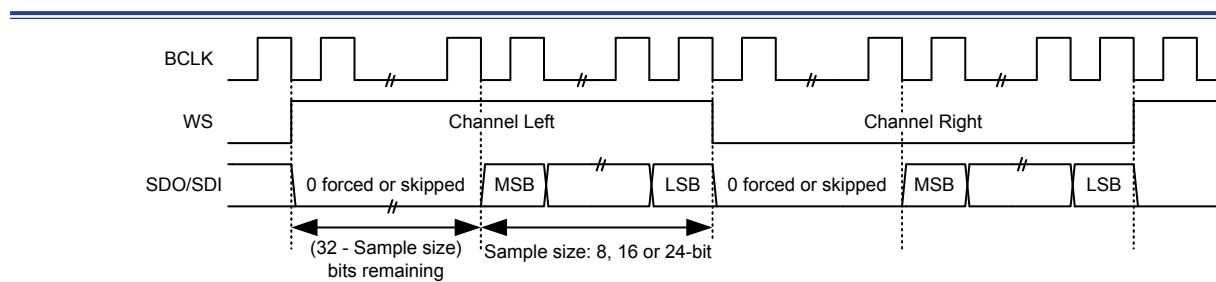 BCLK
WS
Channel Left
Channel Right
SDO/SDI
0 forced or skipped
MSB
LSB
0 forced or skipped
MSB
LSB
(32 - Sample size)
bits remaining
Sample size: 8, 16 or 24-bit